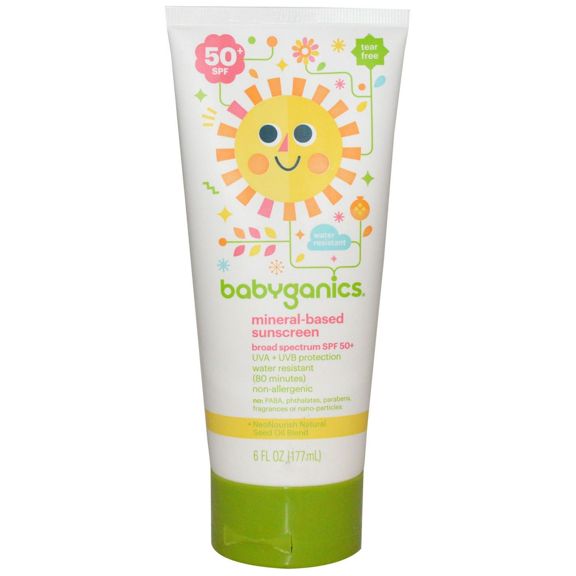 50+
SPF
tear
free
water
resistant
babyganics®
mineral-based
sunscreen
broad spectrum SPF 50+
UVA + UVB protection
water resistant
(80 minutes)
non-allergenic
no: PABA, phthalates, parabens,
fragrances or nano-particles
• NeoNourish Natural
Seed Oil Blend
6 FL OZ (177mL)